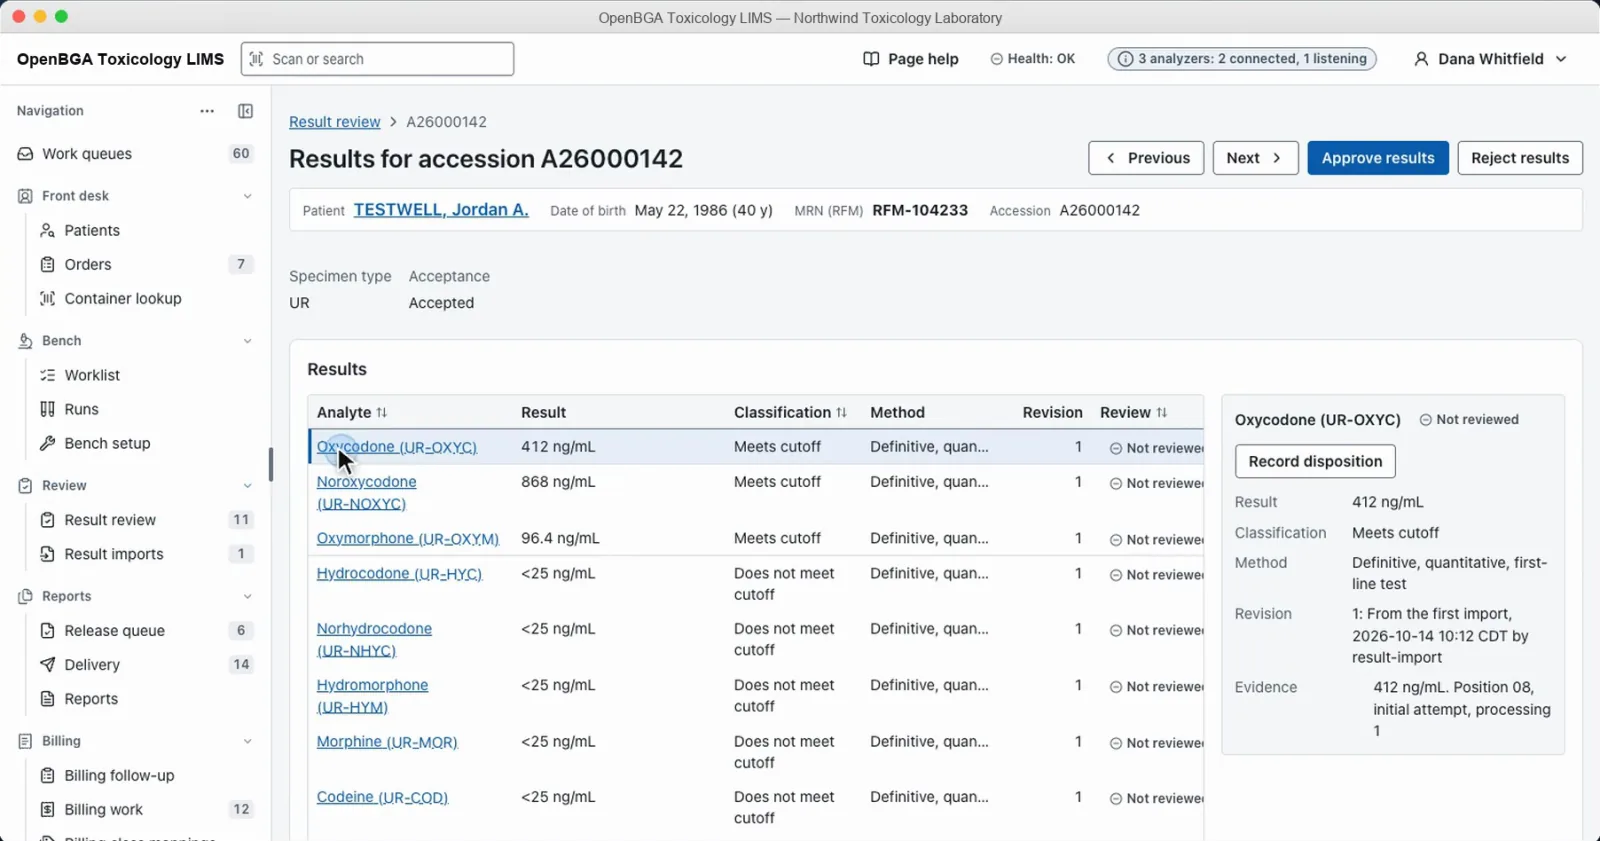 OpenBGA Toxicology LIMS — Northwind Toxicology Laboratory
OpenBGA Toxicology LIMS
Scan or search
Page help
Health: OK
3 analyzers: 2 connected, 1 listening
Dana Whitfield
Navigation
Work queues 60
Front desk
Patients
Orders 7
Container lookup
Bench
Worklist
Runs
Bench setup
Review
Result review 11
Result imports 1
Reports
Release queue 6
Delivery 14
Reports
Billing
Billing follow-up
Billing work 12
Result review > A26000142
Results for accession A26000142
Previous
Next
Approve results
Reject results
Patient TESTWELL, Jordan A. Date of birth May 22, 1986 (40 y) MRN (RFM) RFM-104233 Accession A26000142
Specimen type Acceptance
UR Accepted
Results
Analyte Result Classification Method Revision Review
Oxycodone (UR-OXYC) 412 ng/mL Meets cutoff Definitive, quan... 1 Not reviewed
Noroxycodone 868 ng/mL Meets cutoff Definitive, quan... 1 Not reviewed
(UR-NOXYC)
Oxymorphone (UR-OXYM) 96.4 ng/mL Meets cutoff Definitive, quan... 1 Not reviewed
Hydrocodone (UR-HYC) <25 ng/mL Does not meet Definitive, quan... 1 Not reviewed
cutoff
Norhydrocodone <25 ng/mL Does not meet Definitive, quan... 1 Not reviewed
(UR-NHYC) cutoff
Hydromorphone <25 ng/mL Does not meet Definitive, quan... 1 Not reviewed
(UR-HYM) cutoff
Morphine (UR-MOR) <25 ng/mL Does not meet Definitive, quan... 1 Not reviewed
cutoff
Codeine (UR-COD) <25 ng/mL Does not meet Definitive, quan... 1 Not reviewed
cutoff
Oxycodone (UR-OXYC) Not reviewed
Record disposition
Result 412 ng/mL
Classification Meets cutoff
Method Definitive, quantitative, first-
line test
Revision 1: From the first import,
2026-10-14 10:12 CDT by
result-import
Evidence 412 ng/mL. Position 08,
initial attempt, processing
1